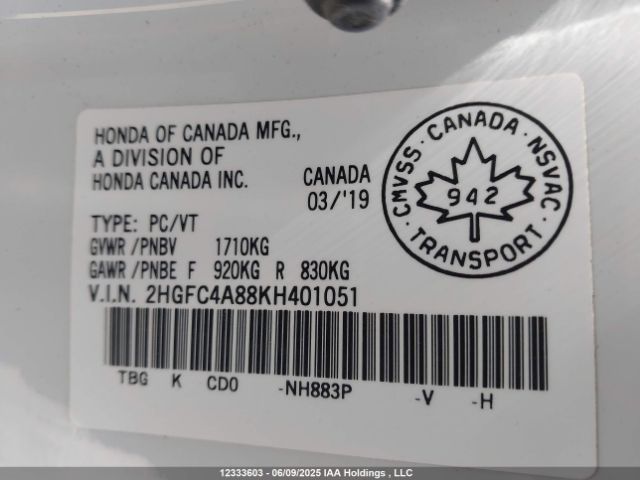 HONDA OF CANADA MFG.,
A DIVISION OF
HONDA CANADA INC.
CANADA
03/'19
TYPE: PC/VT
GVWR /PNBV 1710KG
GAWR /PNBE F 920KG R 830KG
V.I.N. 2HGFC4A88KH401051
TBG K CD0 -NH883P -V -H
CMVSS · CANADA · NSVAC
942
· TRANSPORT ·
12333603 - 06/09/2025 IAA Holdings , LLC